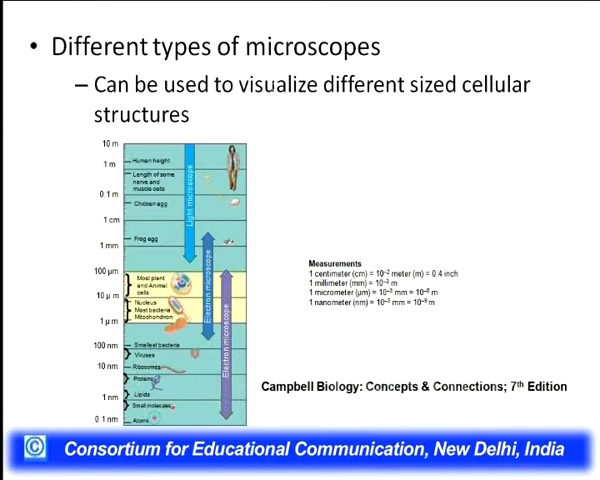 • Different types of microscopes
– Can be used to visualize different sized cellular
structures
10 m
1 m
0.1 m
1 cm
1 mm
100 µm
10 µm
1 µm
100 nm
10 nm
1 nm
0.1 nm
Human height
Length of some
nerve and
muscle cells
Chicken egg
Frog egg
Most plant
and Animal
cells
Nucleus
Most bacteria
Mitochondrion
Smallest bacteria
Viruses
Ribosomes
Proteins
Lipids
Small molecules
Atoms
Light microscope
Electron microscope
Electron microscope
Measurements
1 centimeter (cm) = 10⁻² meter (m) = 0.4 inch
1 millimeter (mm) = 10⁻³ m
1 micrometer (µm) = 10⁻³ mm = 10⁻⁶ m
1 nanometer (nm) = 10⁻³ mm = 10⁻⁹ m
Campbell Biology: Concepts & Connections; 7th Edition
© Consortium for Educational Communication, New Delhi, India